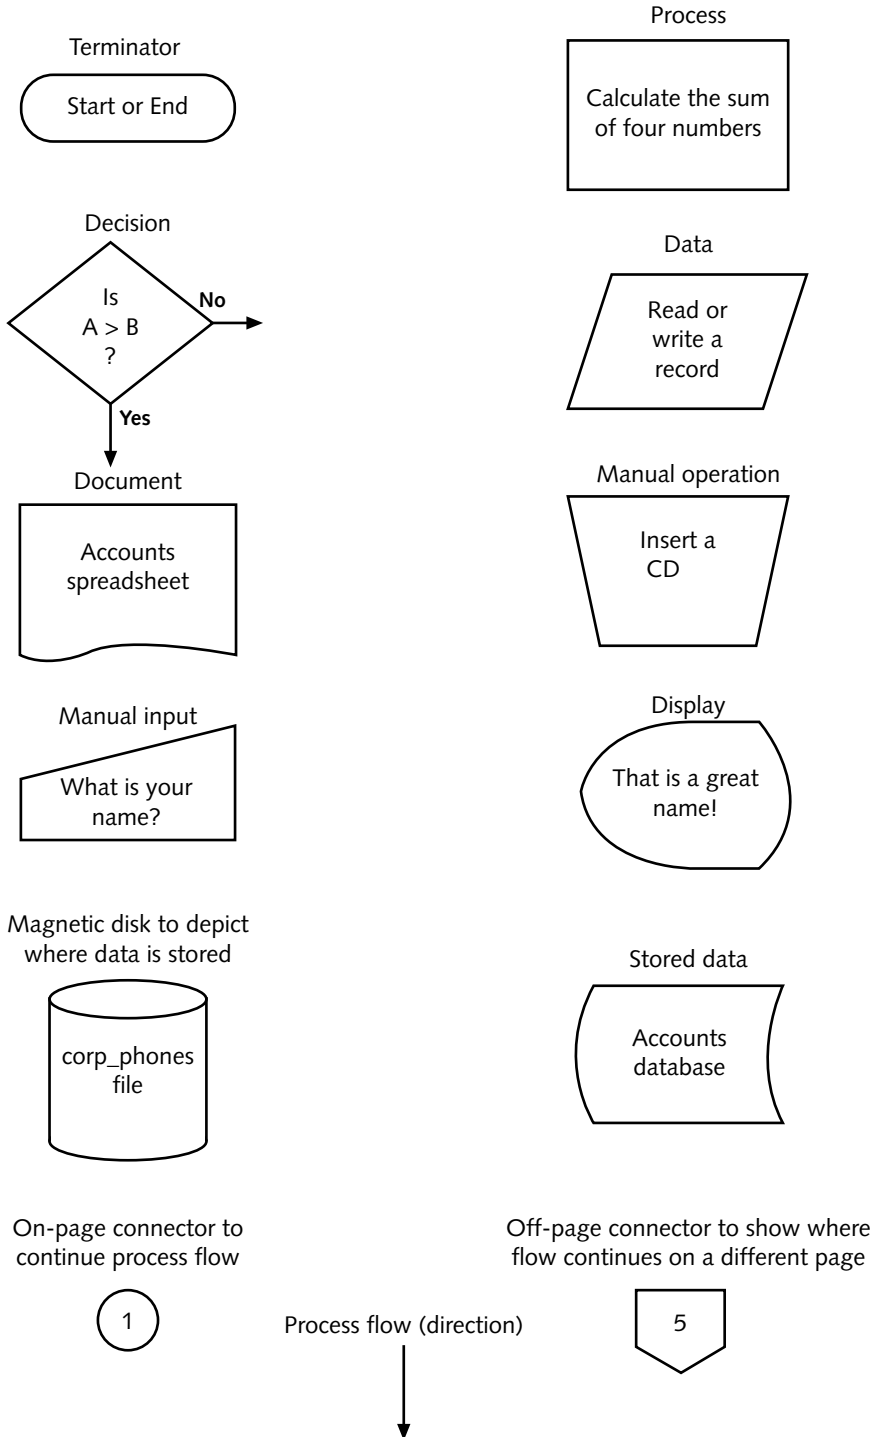 Terminator
Start or End
Process
Calculate the sum
of four numbers
Decision
Is
A > B
?
No
Yes
Data
Read or
write a
record
Document
Accounts
spreadsheet
Manual operation
Insert a
CD
Manual input
What is your
name?
Display
That is a great
name!
Magnetic disk to depict
where data is stored
corp_phones
file
Stored data
Accounts
database
On-page connector to
continue process flow
1
Process flow (direction)
Off-page connector to show where
flow continues on a different page
5